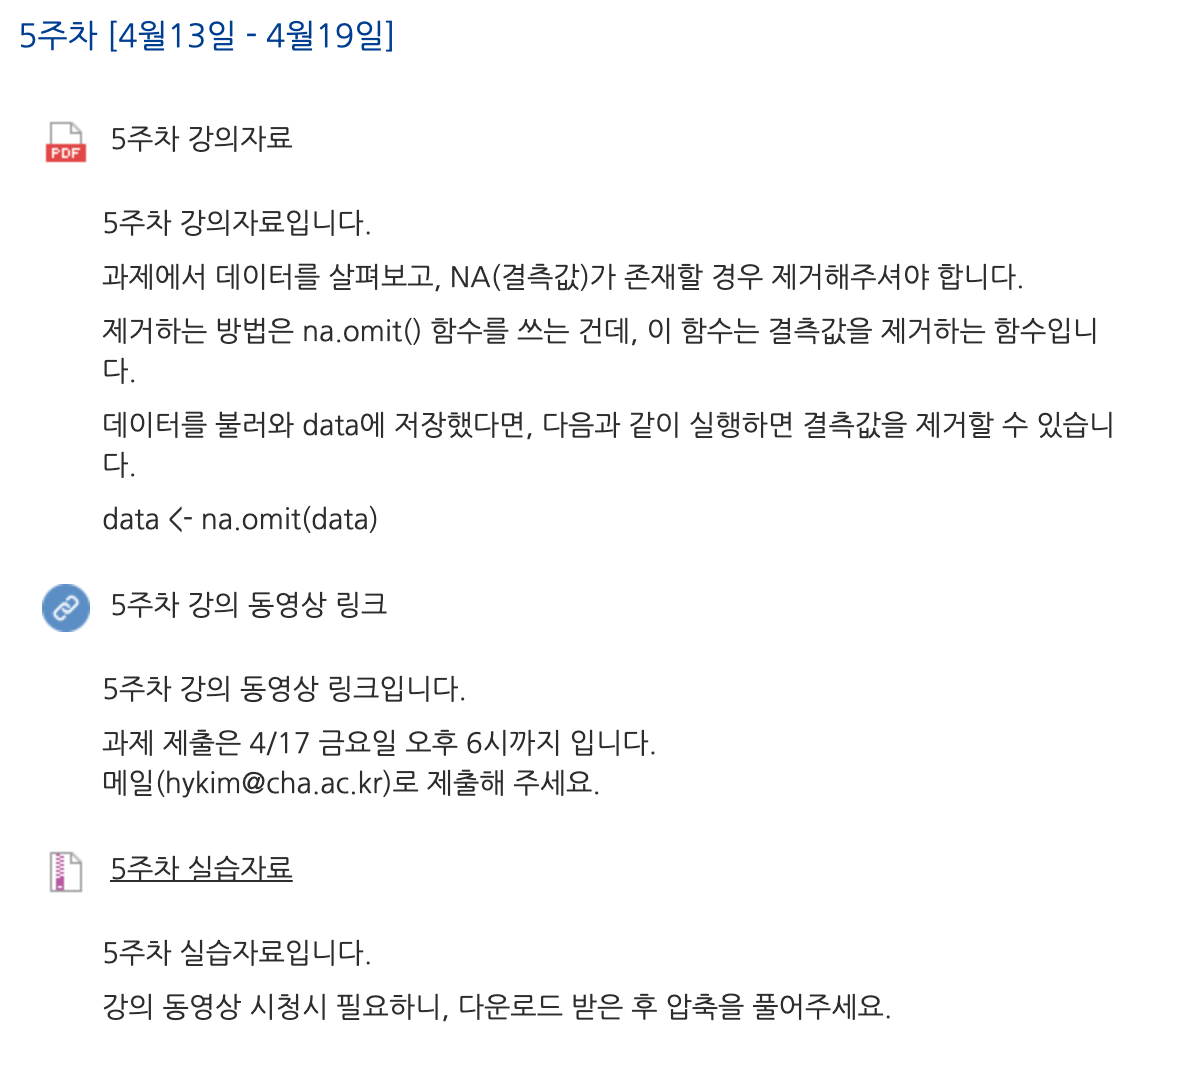 5주차 [4월13일 - 4월19일]
PDF
5주차 강의자료
5주차 강의자료입니다.
과제에서 데이터를 살펴보고, NA(결측값)가 존재할 경우 제거해주셔야 합니다.
제거하는 방법은 na.omit() 함수를 쓰는 건데, 이 함수는 결측값을 제거하는 함수입니
다.
데이터를 불러와 data에 저장했다면, 다음과 같이 실행하면 결측값을 제거할 수 있습니
다.
data <- na.omit(data)
5주차 강의 동영상 링크
5주차 강의 동영상 링크입니다.
과제 제출은 4/17 금요일 오후 6시까지 입니다.
메일(hykim@cha.ac.kr)로 제출해 주세요.
5주차 실습자료
5주차 실습자료입니다.
강의 동영상 시청시 필요하니, 다운로드 받은 후 압축을 풀어주세요.